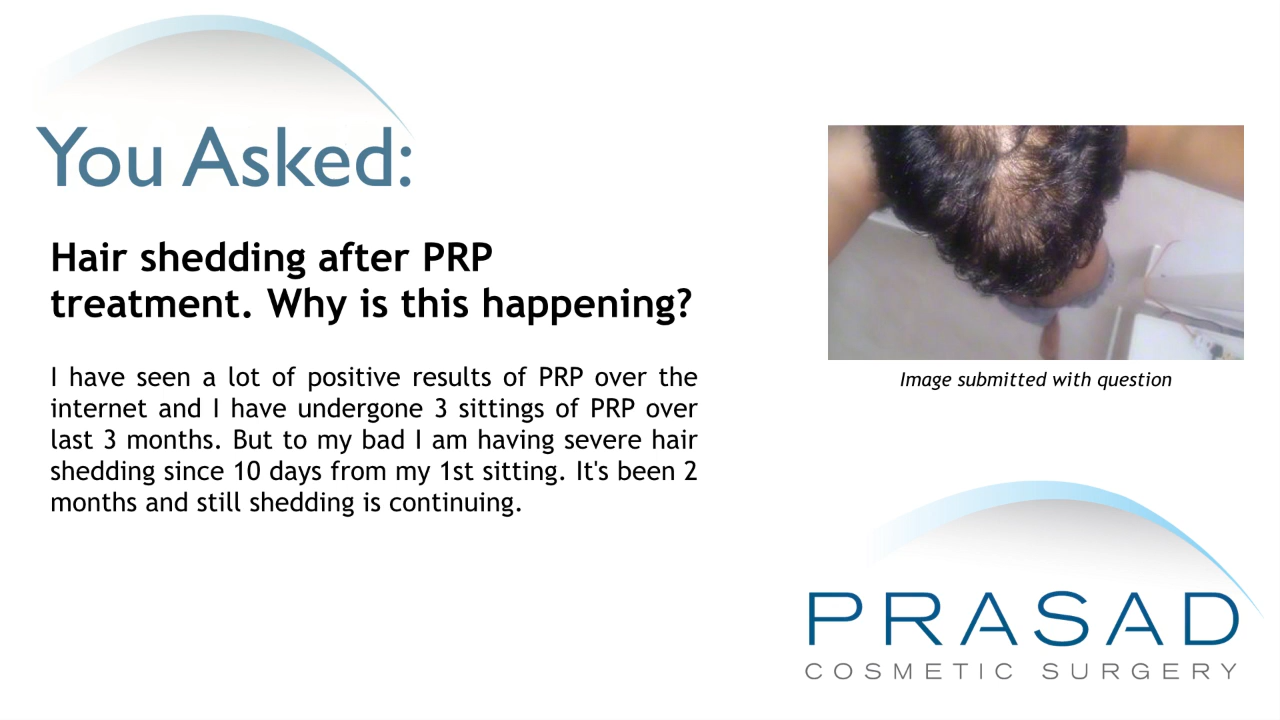 You Asked:
Hair shedding after PRP
treatment. Why is this happening?
I have seen a lot of positive results of PRP over the
internet and I have undergone 3 sittings of PRP over
last 3 months. But to my bad I am having severe hair
shedding since 10 days from my 1st sitting. It's been 2
months and still shedding is continuing.
Image submitted with question
PRASAD
COSMETIC SURGERY